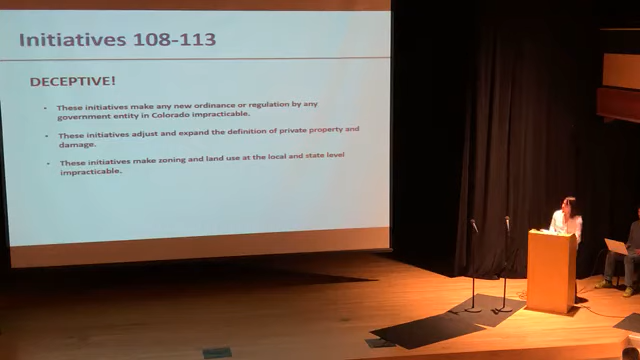 Initiatives 108-113
DECEPTIVE!
• These initiatives make any new ordinance or regulation by any
government entity in Colorado impracticable.
• These initiatives adjust and expand the definition of private property and
damage.
• These initiatives make zoning and land use at the local and state level
impracticable.